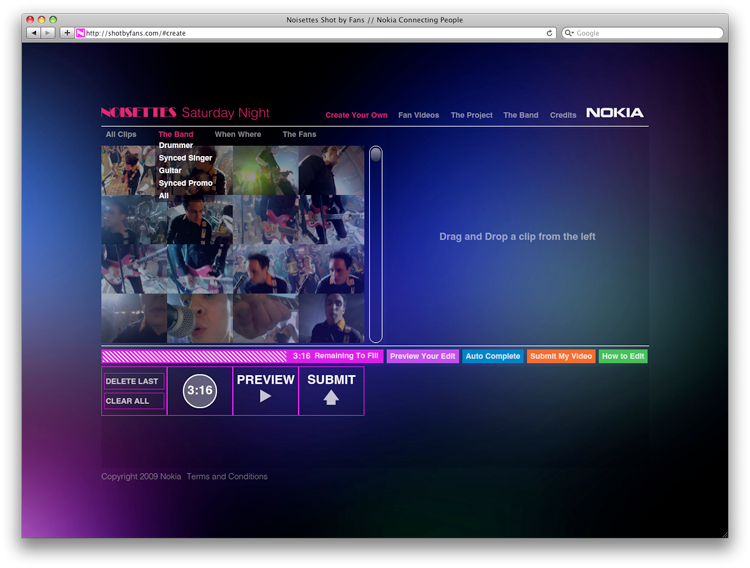 Noisettes Shot by Fans // Nokia Connecting People
http://shotbyfans.com/#create
Google
NOISETTES Saturday Night
Create Your Own Fan Videos The Project The Band Credits NOKIA
All Clips The Band When Where The Fans
Drummer
Synced Singer
Guitar
Synced Promo
All
Drag and Drop a clip from the left
3:16 Remaining To Fill Preview Your Edit Auto Complete Submit My Video How to Edit
DELETE LAST
CLEAR ALL
3:16
PREVIEW
SUBMIT
Copyright 2009 Nokia Terms and Conditions